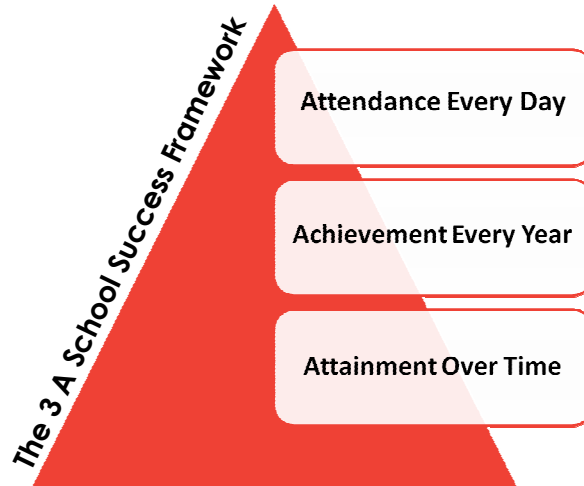 The 3 A School Success Framework
Attendance Every Day
Achievement Every Year
Attainment Over Time